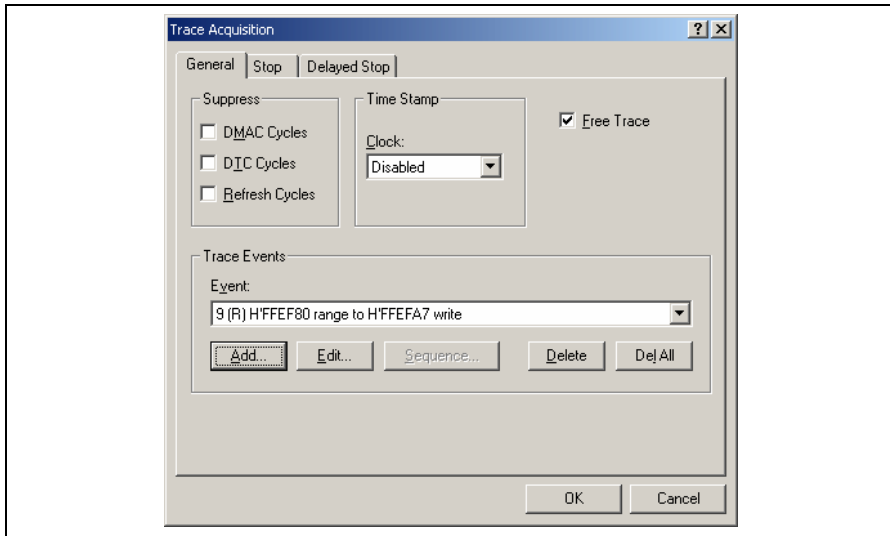 Trace Acquisition
General Stop Delayed Stop
Suppress
DMAC Cycles
DTC Cycles
Refresh Cycles
Time Stamp
Clock:
Disabled
Free Trace
Trace Events
Event:
9 (R) H'FFEF80 range to H'FFEFA7 write
Add... Edit... Sequence... Delete Del All
OK Cancel